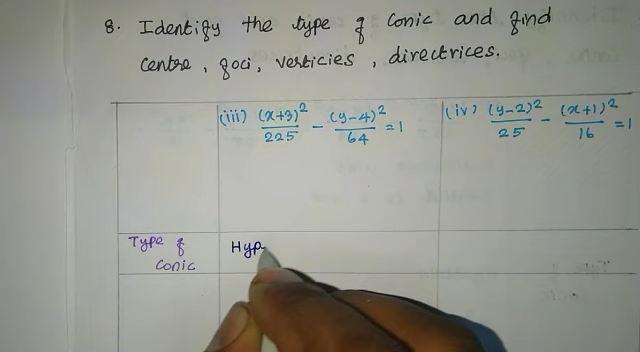 8. Identify the type of Conic and find
Centre, foci, verticies, directrices.
(iii) (x+3)²/225 - (y-4)²/64 = 1
(iv) (y-2)²/25 - (x+1)²/16 = 1
Type of
Conic
Hyp